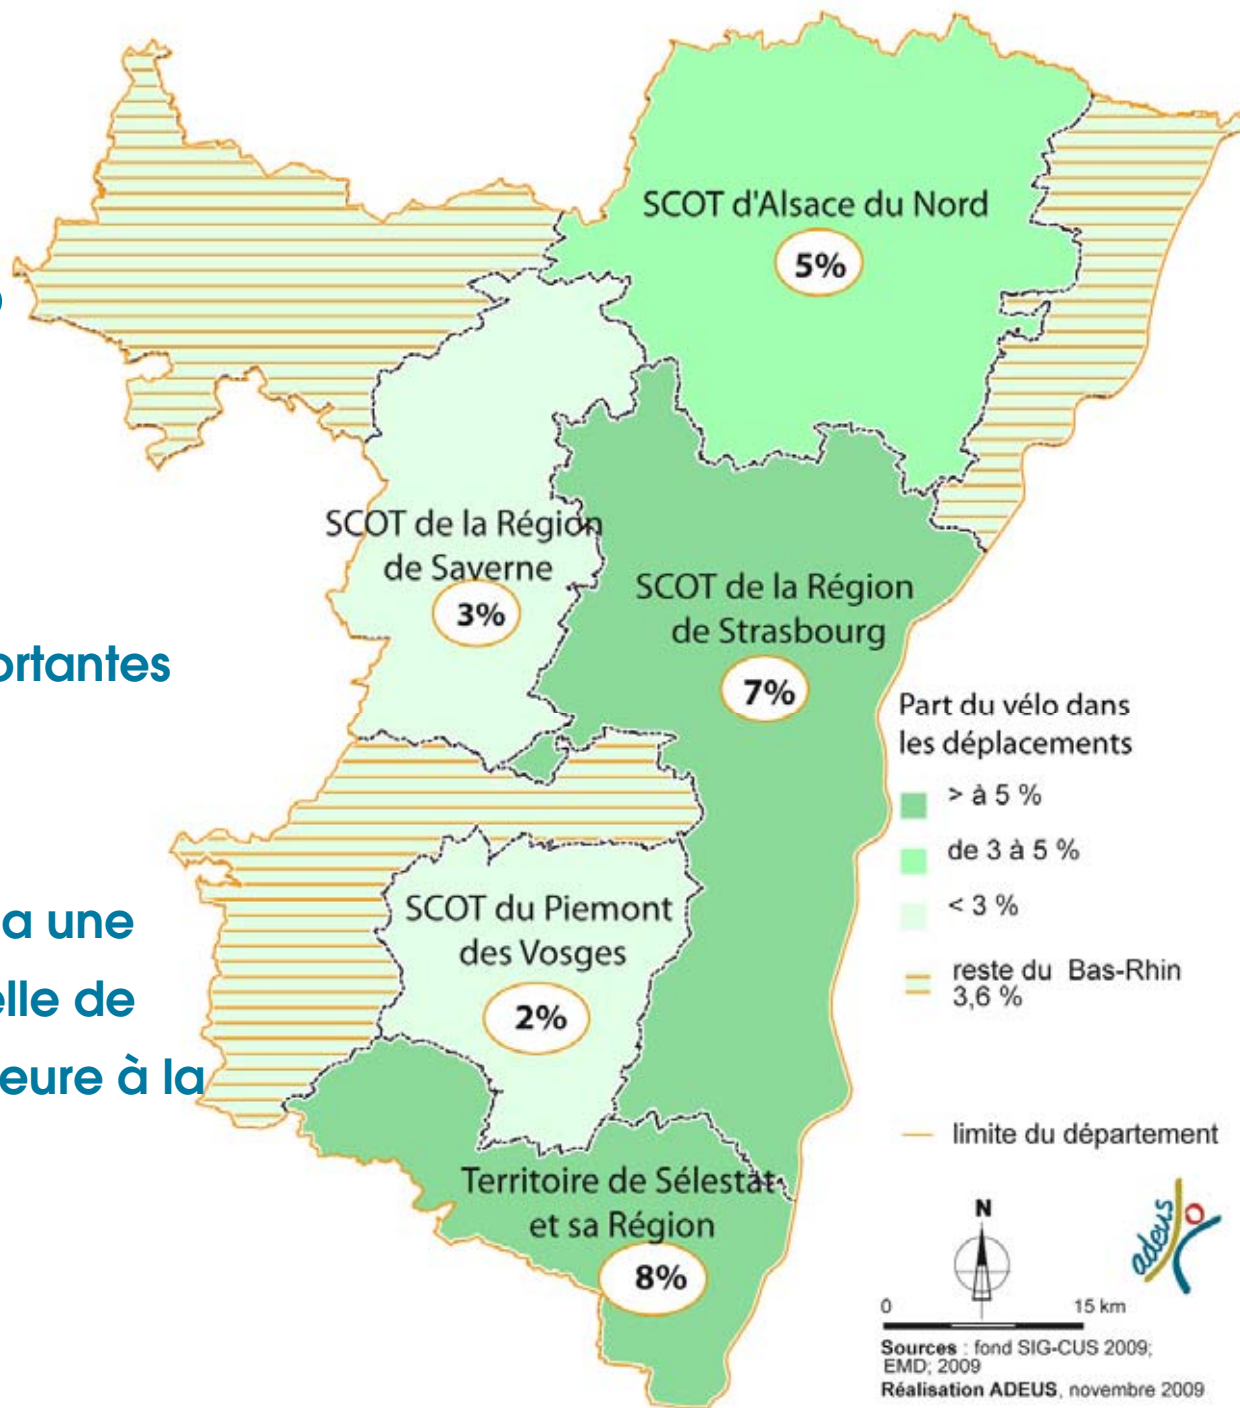 SCOT d'Alsace du Nord
5%
SCOT de la Région
de Saverne
3%
SCOT de la Région
de Strasbourg
7%
ortantes
Part du vélo dans
les déplacements
> à 5 %
de 3 à 5 %
< 3 %
reste du Bas-Rhin
3,6 %
a une
elle de
eure à la
SCOT du Piemont
des Vosges
2%
limite du département
Territoire de Sélestat
et sa Région
8%
N
adeus
0 15 km
Sources : fond SIG-CUS 2009;
EMD; 2009
Réalisation ADEUS, novembre 2009